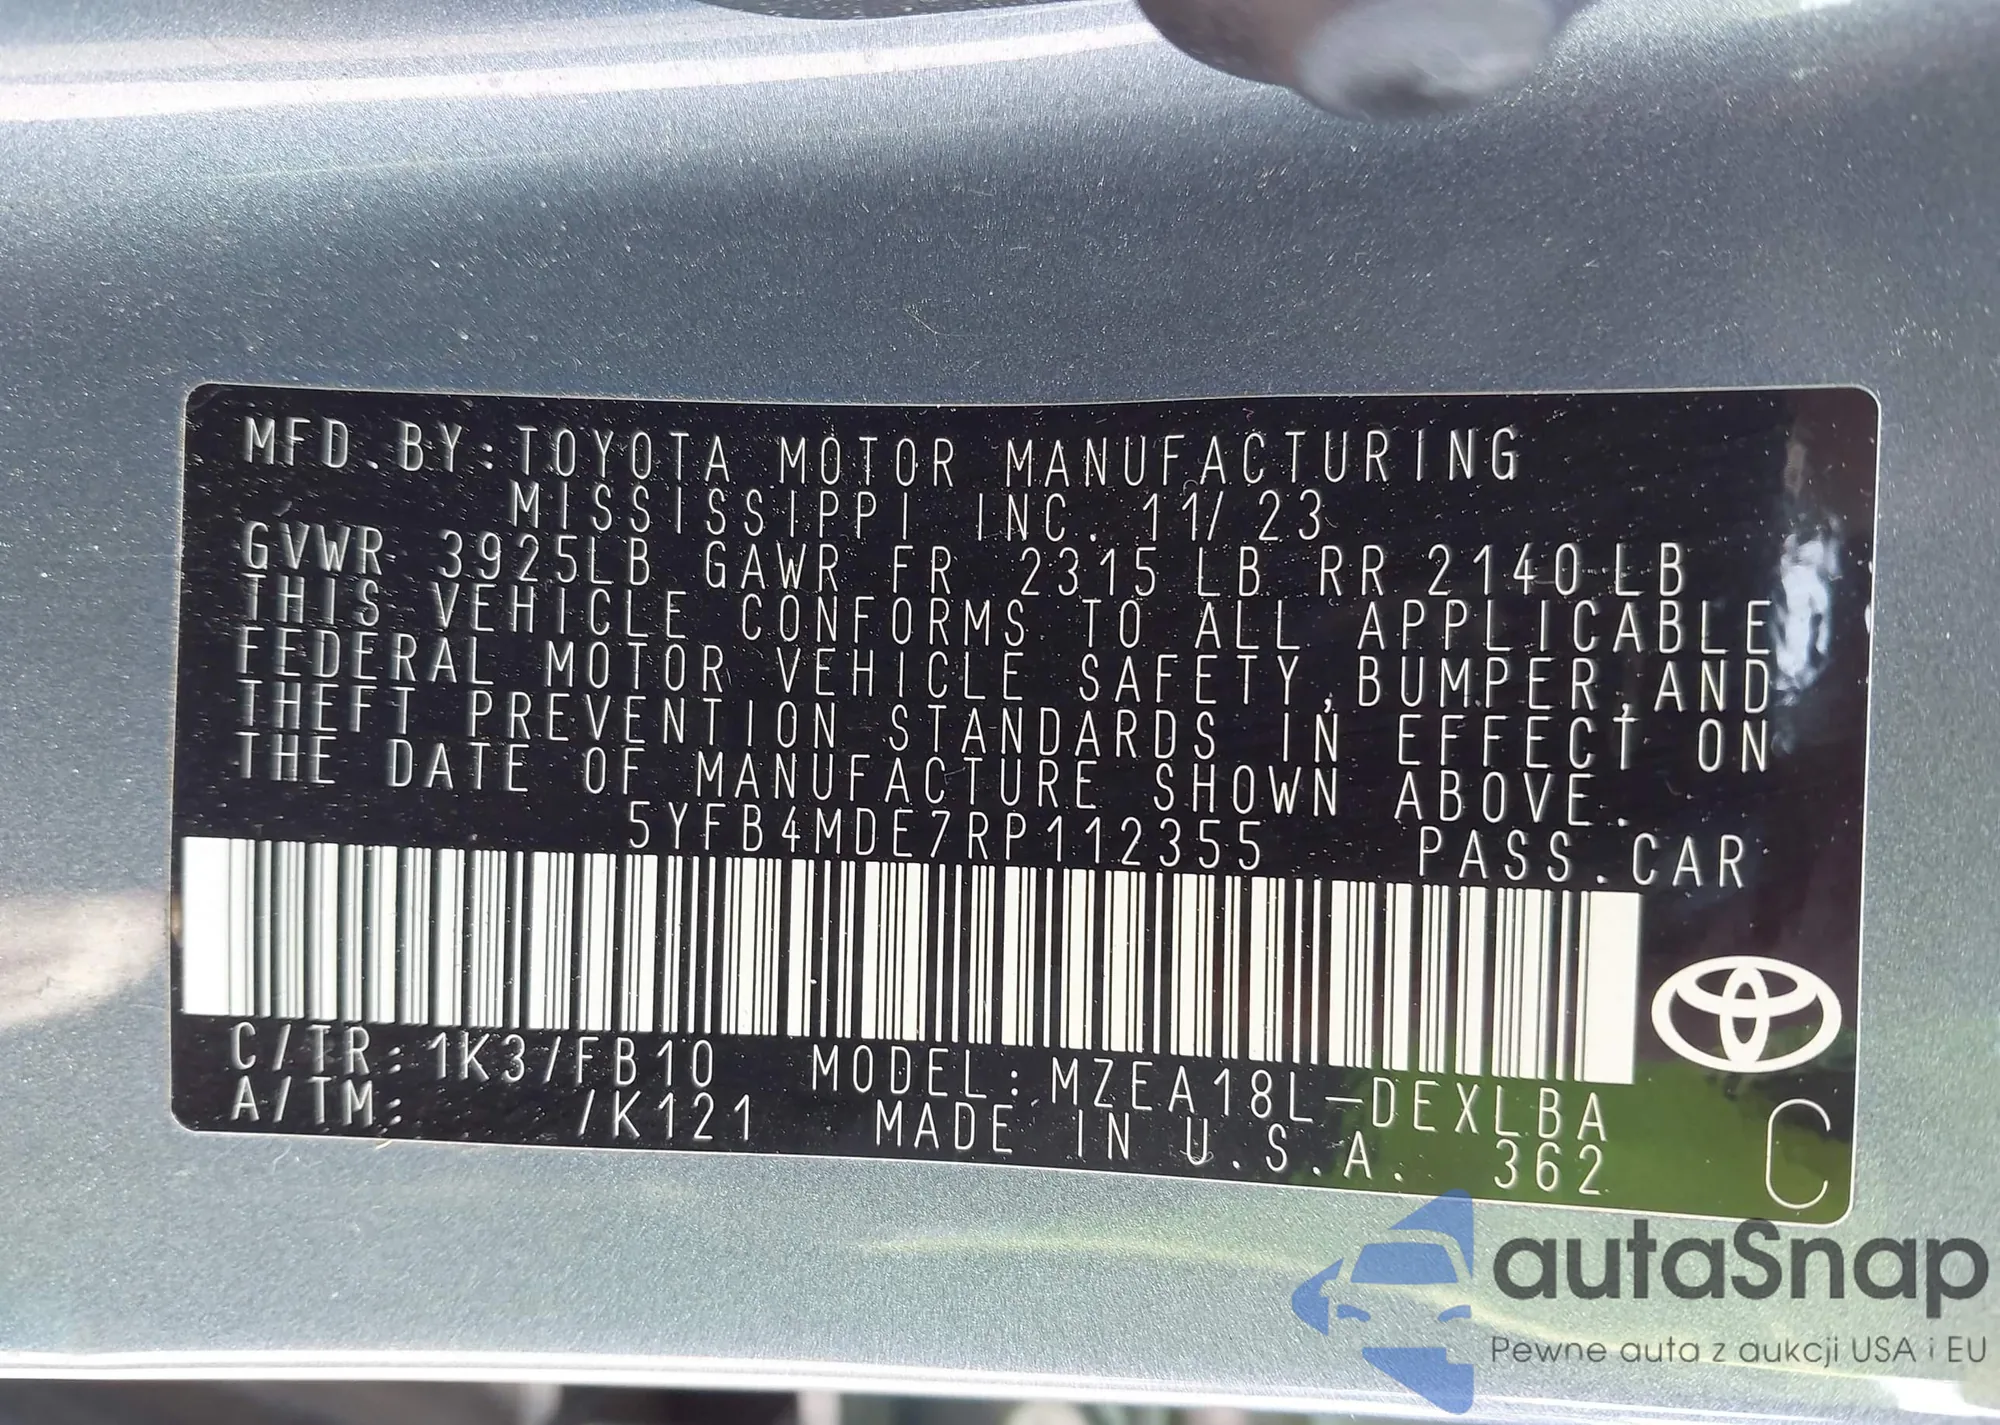 MFD.BY:TOYOTA MOTOR MANUFACTURING
MISSISSIPPI INC. 11/23
GVWR 3925LB GAWR FR 2315 LB RR 2140 LB
THIS VEHICLE CONFORMS TO ALL APPLICABLE
FEDERAL MOTOR VEHICLE SAFETY,BUMPER,AND
THEFT PREVENTION STANDARDS IN EFFECT ON
THE DATE OF MANUFACTURE SHOWN ABOVE.
5YFB4MDE7RP112355 PASS.CAR
C/TR:1K3/FB10 MODEL:MZEA18L-DEXLBA
A/TM: /K121 MADE IN U.S.A. 362
C
autaSnap
Pewne auta z aukcji USA i EU